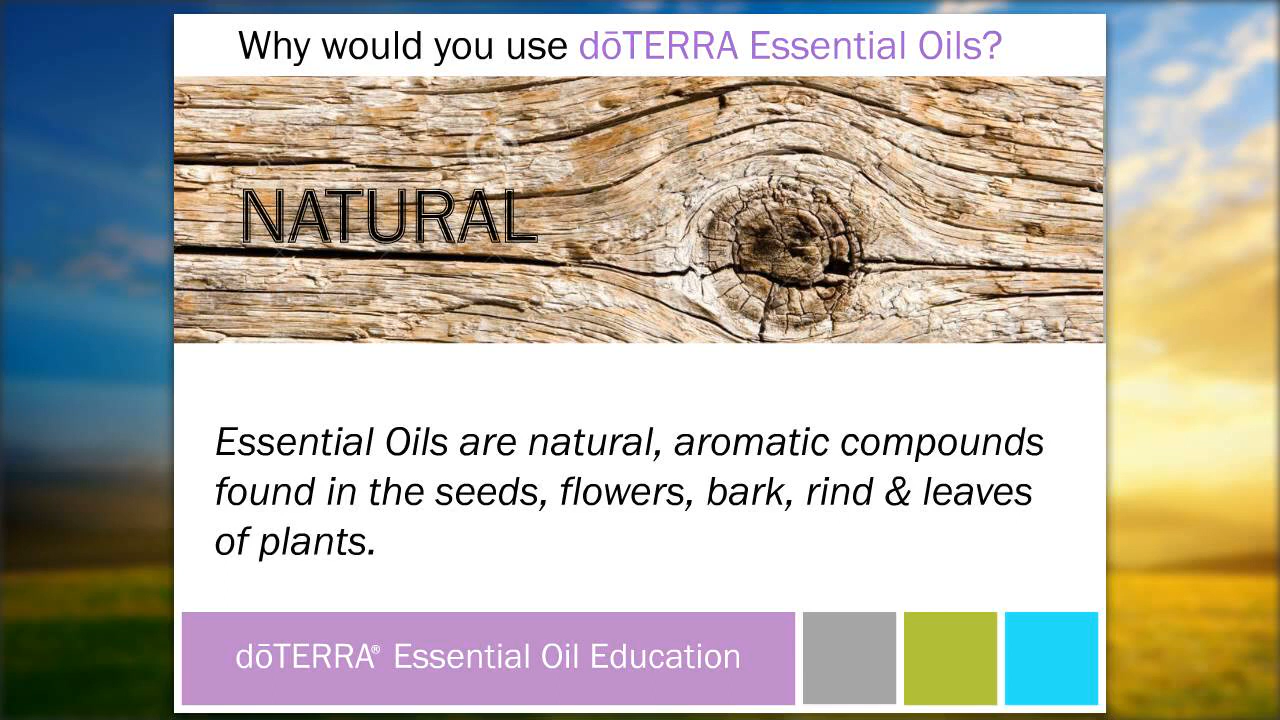 Why would you use dōTERRA Essential Oils?
NATURAL
Essential Oils are natural, aromatic compounds
found in the seeds, flowers, bark, rind & leaves
of plants.
dōTERRA® Essential Oil Education